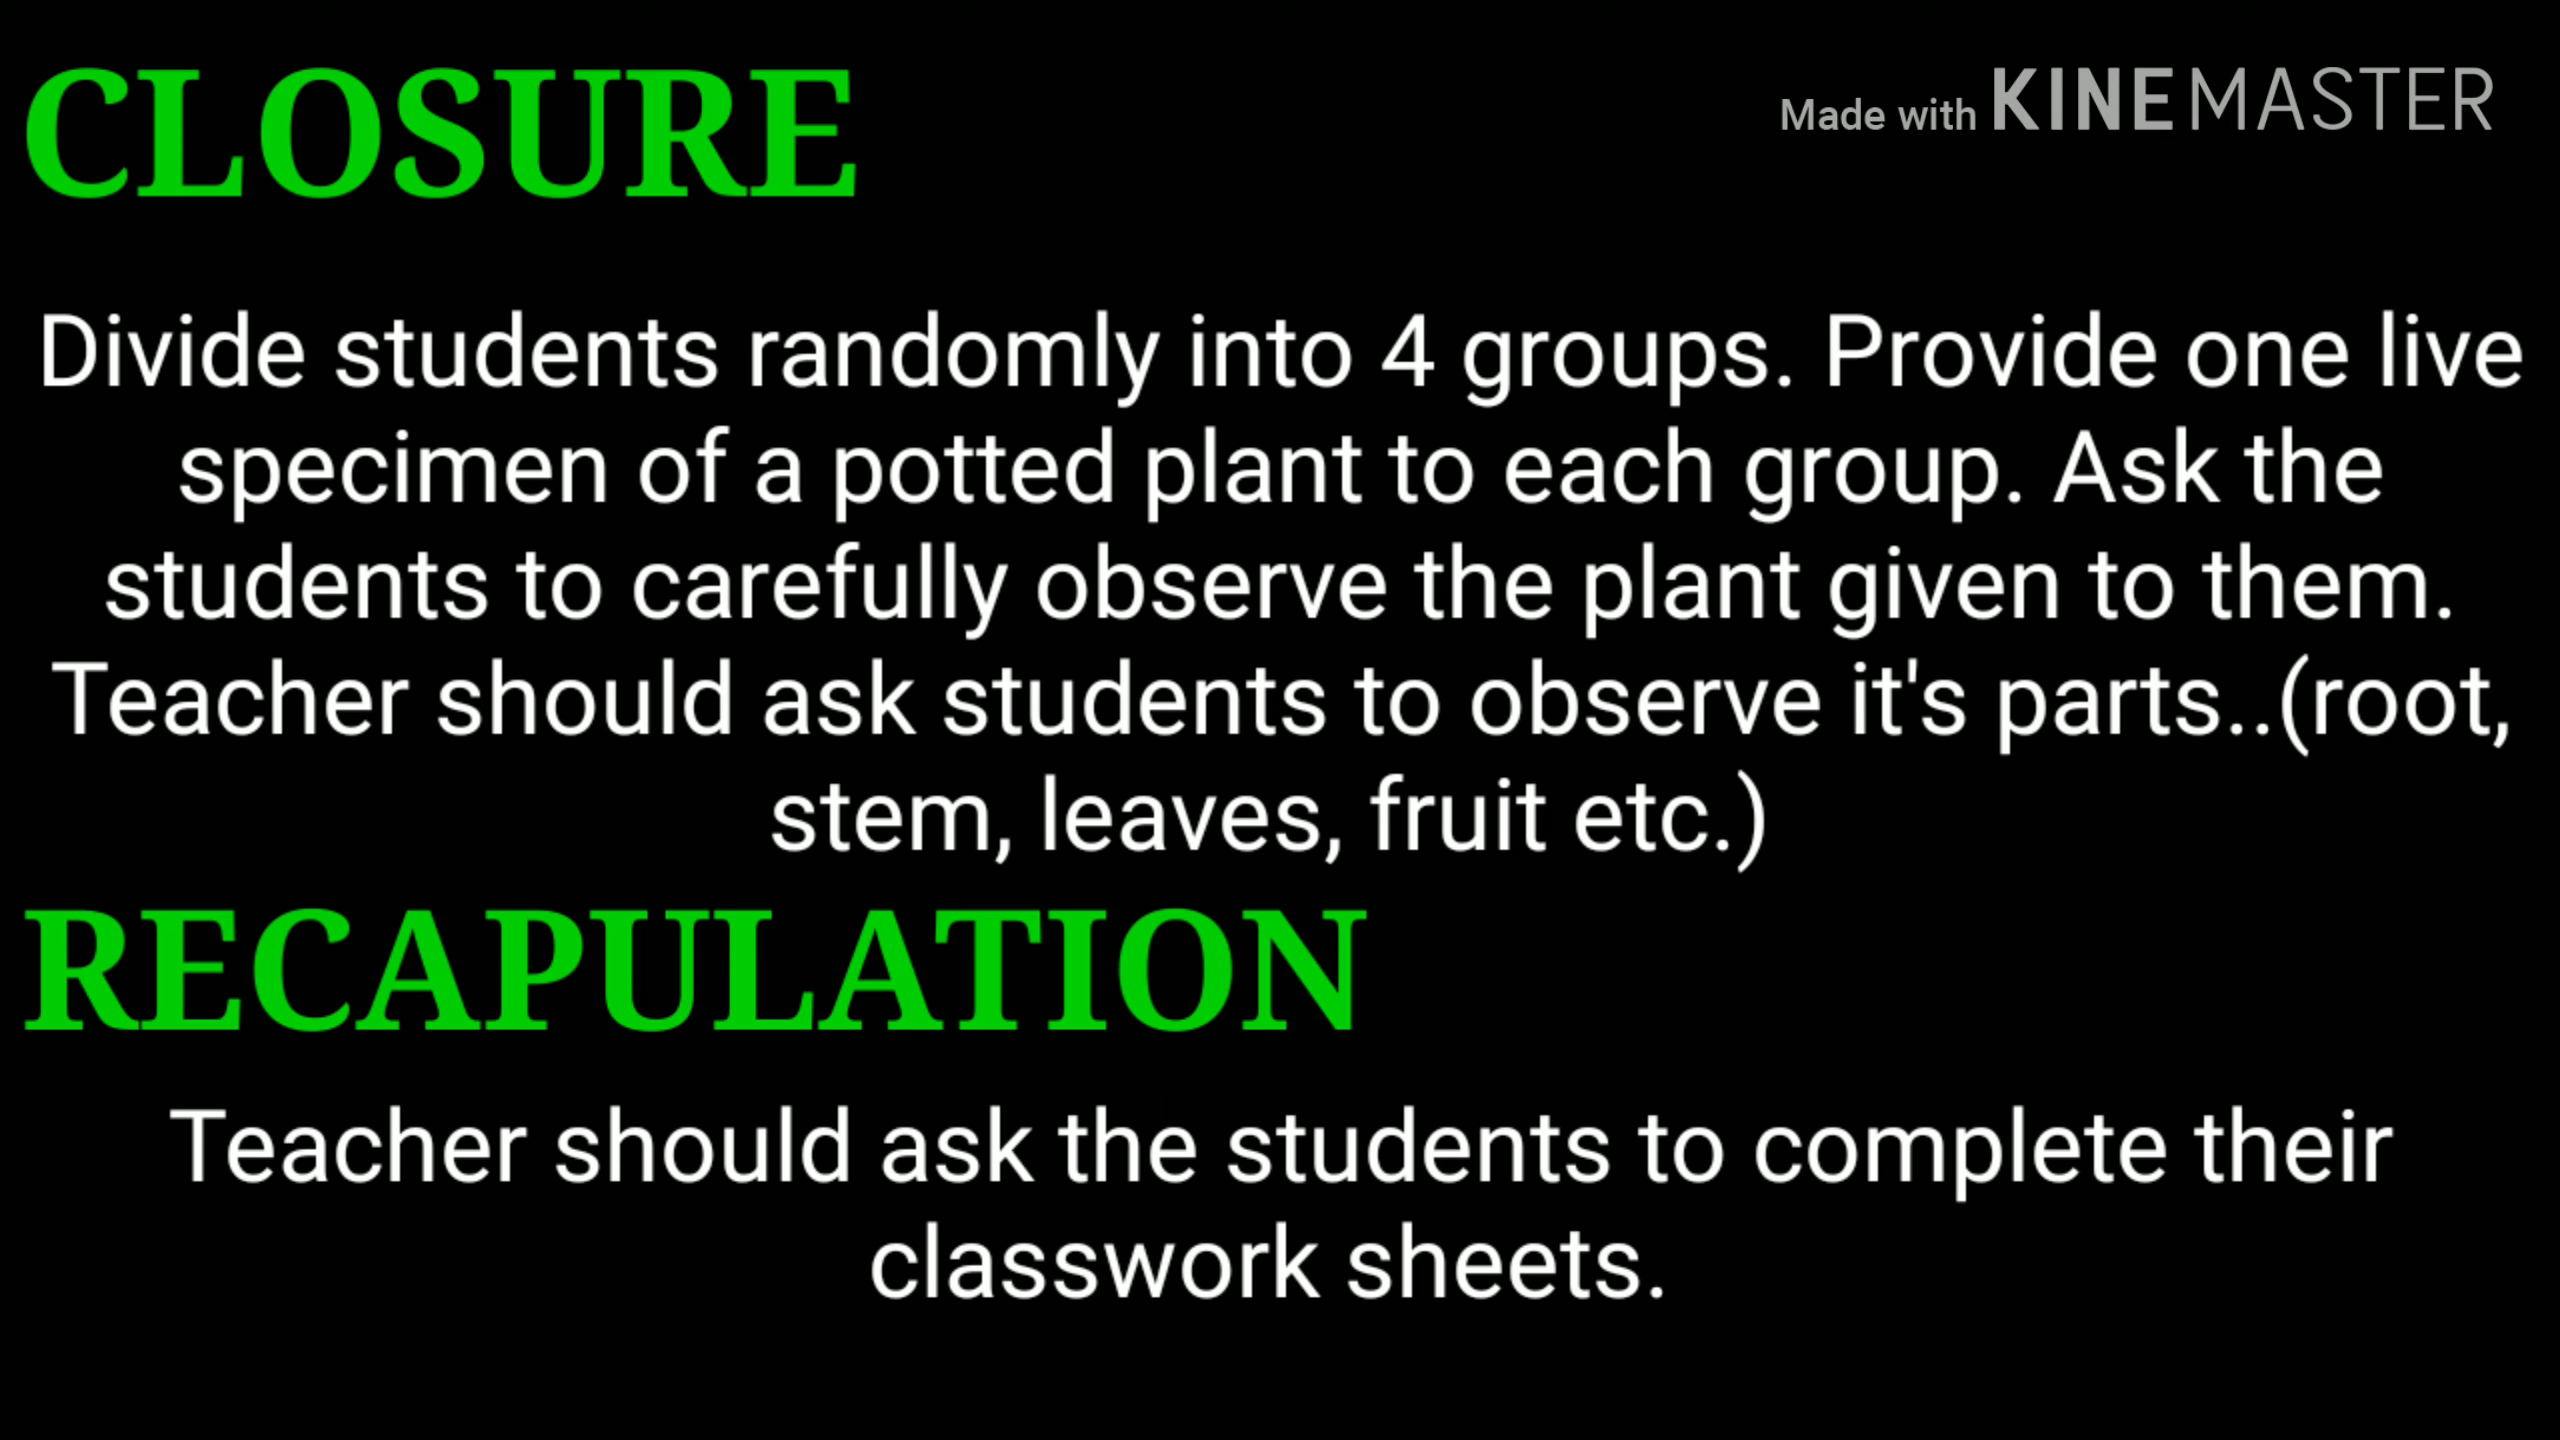 CLOSURE
Made with KINEMASTER
Divide students randomly into 4 groups. Provide one live
specimen of a potted plant to each group. Ask the
students to carefully observe the plant given to them.
Teacher should ask students to observe it's parts..(root,
stem, leaves, fruit etc.)
RECAPULATION
Teacher should ask the students to complete their
classwork sheets.